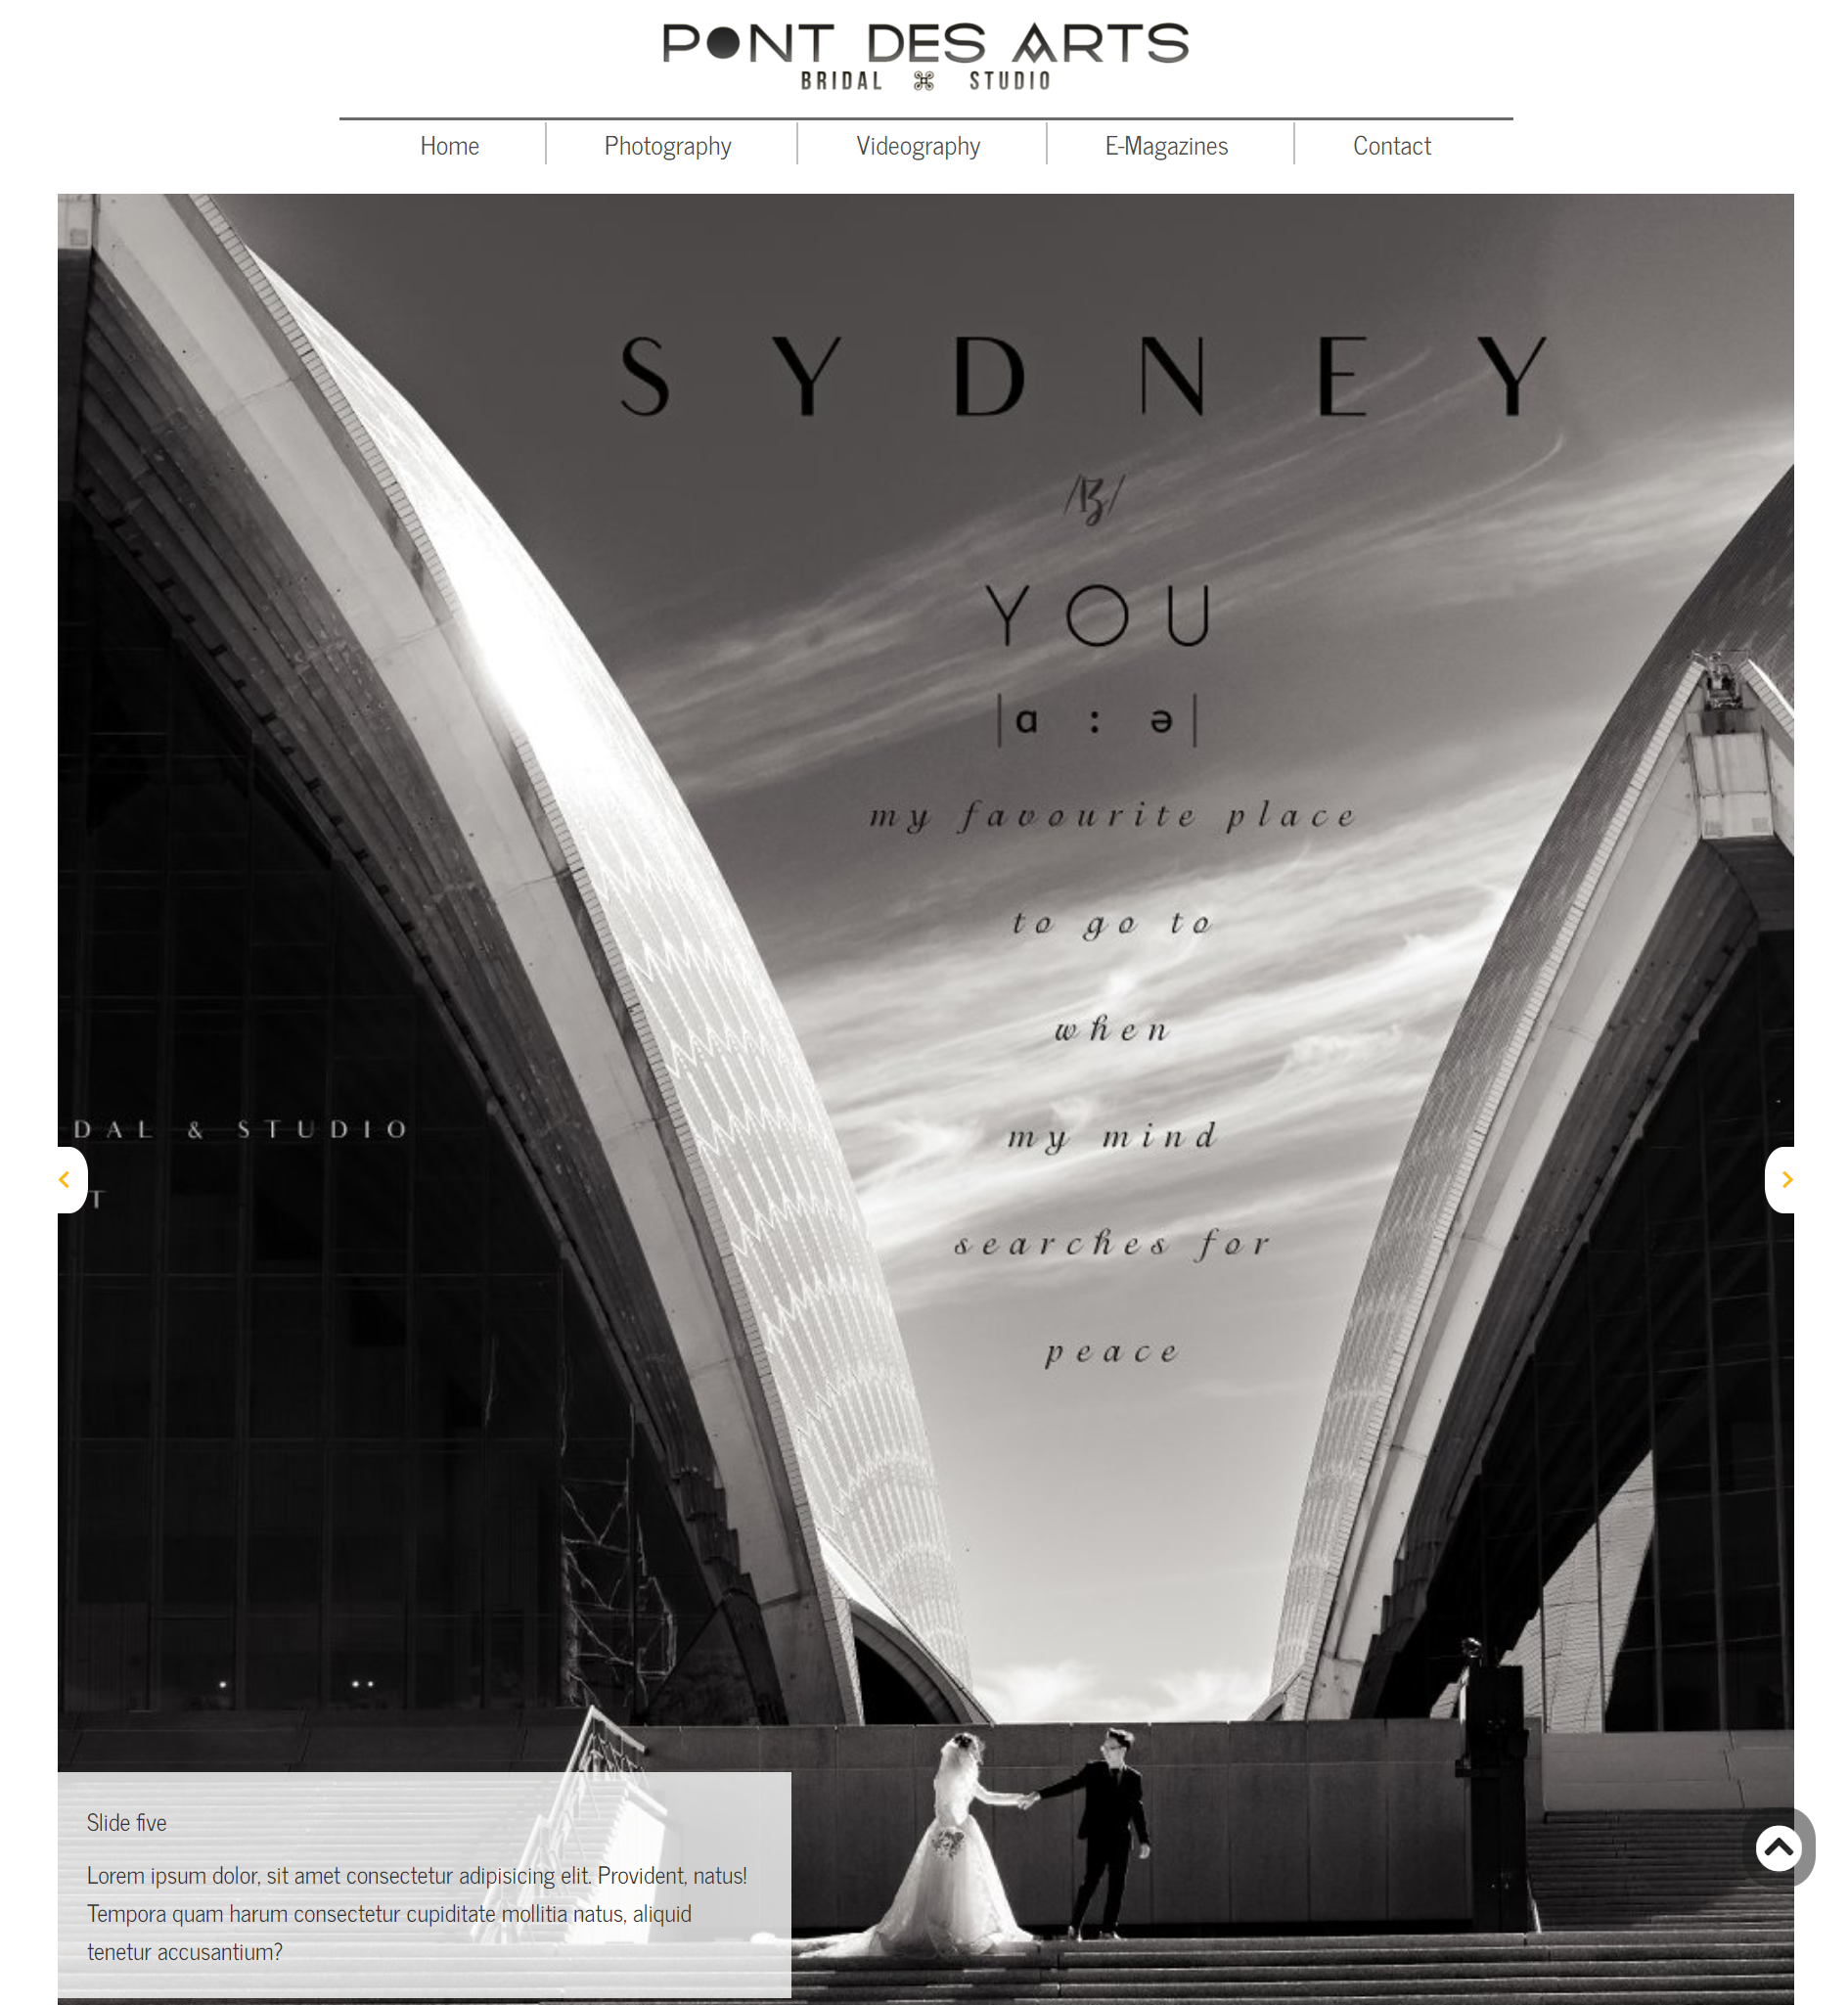 PONT DES ARTS
BRIDAL ⌘ STUDIO
Home
Photography
Videography
E-Magazines
Contact
SYDNEY
YOU
|ɑ : ə|
my favourite place
to go to
when
my mind
searches for
peace
DAL & STUDIO
T
Slide five
Lorem ipsum dolor, sit amet consectetur adipisicing elit. Provident, natus!
Tempora quam harum consectetur cupiditate mollitia natus, aliquid
tenetur accusantium?